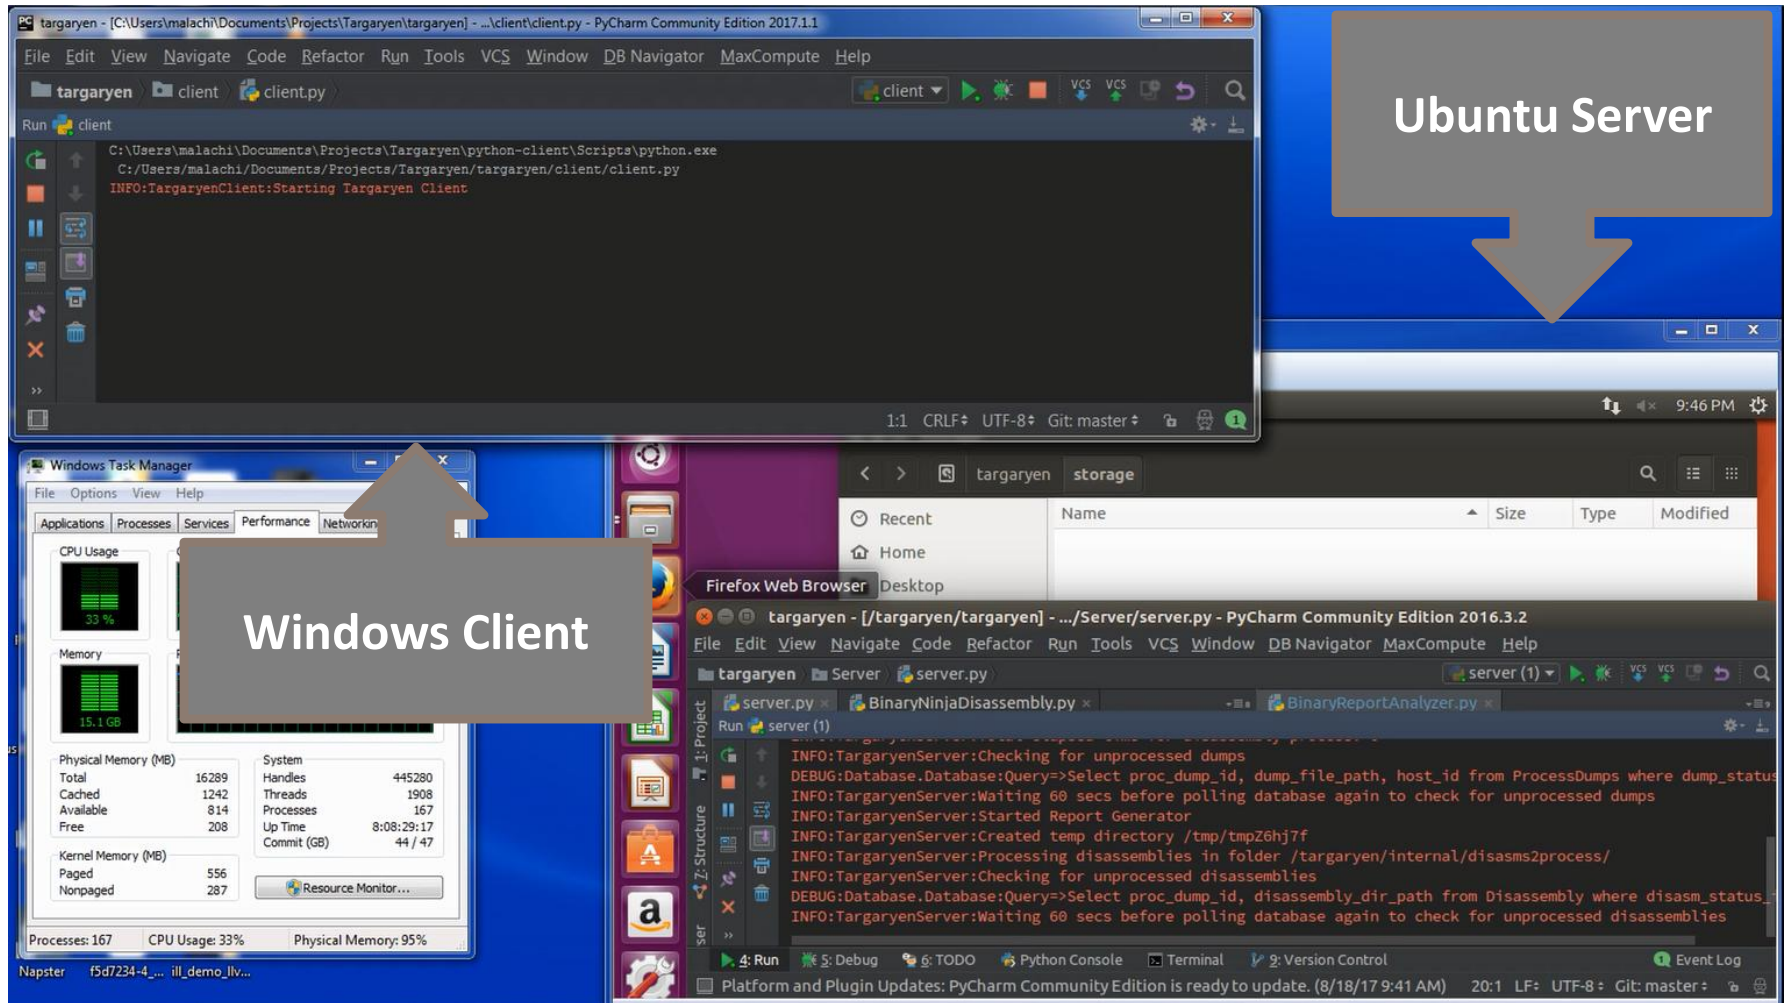 targaryen - [C:\Users\malachi\Documents\Projects\Targaryen\targaryen] - ...\client\client.py - PyCharm Community Edition 2017.1.1
File Edit View Navigate Code Refactor Run Tools VCS Window DB Navigator MaxCompute Help
targaryen client client.py
client VCS VCS
Run client
C:\Users\malachi\Documents\Projects\Targaryen\python-client\Scripts\python.exe
C:/Users/malachi/Documents/Projects/Targaryen/targaryen/client/client.py
INFO:TargaryenClient:Starting Targaryen Client
1:1 CRLF UTF-8 Git: master 1
Ubuntu Server
9:46 PM
Windows Task Manager
File Options View Help
Applications Processes Services Performance Networkin
CPU Usage
33 %
Memory
15.1 GB
Windows Client
Physical Memory (MB)
Total 16289
Cached 1242
Available 814
Free 208
Kernel Memory (MB)
Paged 556
Nonpaged 287
System
Handles 445280
Threads 1908
Processes 167
Up Time 8:08:29:17
Commit (GB) 44 / 47
Resource Monitor...
Processes: 167 CPU Usage: 33% Physical Memory: 95%
Napster f5d7234-4_... ill_demo_llv...
targaryen storage
Recent
Home
Desktop
Name Size Type Modified
Firefox Web Browser
targaryen - [/targaryen/targaryen] - .../Server/server.py - PyCharm Community Edition 2016.3.2
File Edit View Navigate Code Refactor Run Tools VCS Window DB Navigator MaxCompute Help
targaryen Server server.py
server (1) VCS VCS
server.py BinaryNinjaDisassembly.py BinaryReportAnalyzer.py
Run server (1)
1: Project
7: Structure
INFO:TargaryenServer:Checking for unprocessed dumps
DEBUG:Database.Database:Query=>Select proc_dump_id, dump_file_path, host_id from ProcessDumps where dump_status
INFO:TargaryenServer:Waiting 60 secs before polling database again to check for unprocessed dumps
INFO:TargaryenServer:Started Report Generator
INFO:TargaryenServer:Created temp directory /tmp/tmpZ6hj7f
INFO:TargaryenServer:Processing disassemblies in folder /targaryen/internal/disasms2process/
INFO:TargaryenServer:Checking for unprocessed disassemblies
DEBUG:Database.Database:Query=>Select proc_dump_id, disassembly_dir_path from Disassembly where disasm_status_
INFO:TargaryenServer:Waiting 60 secs before polling database again to check for unprocessed disassemblies
4: Run 5: Debug 6: TODO Python Console Terminal 9: Version Control 1 Event Log
Platform and Plugin Updates: PyCharm Community Edition is ready to update. (8/18/17 9:41 AM) 20:1 LF UTF-8 Git: master